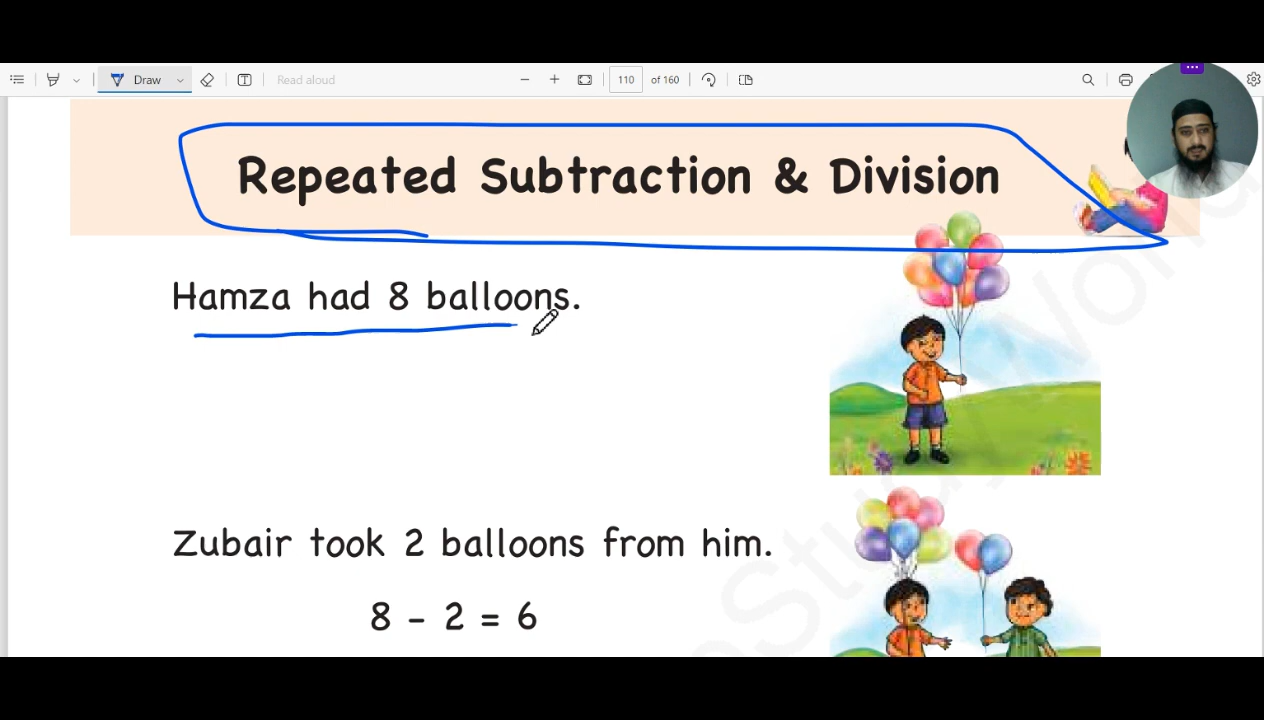 Draw
Read aloud
110 of 160
Repeated Subtraction & Division
Hamza had 8 balloons.
Zubair took 2 balloons from him.
8 - 2 = 6